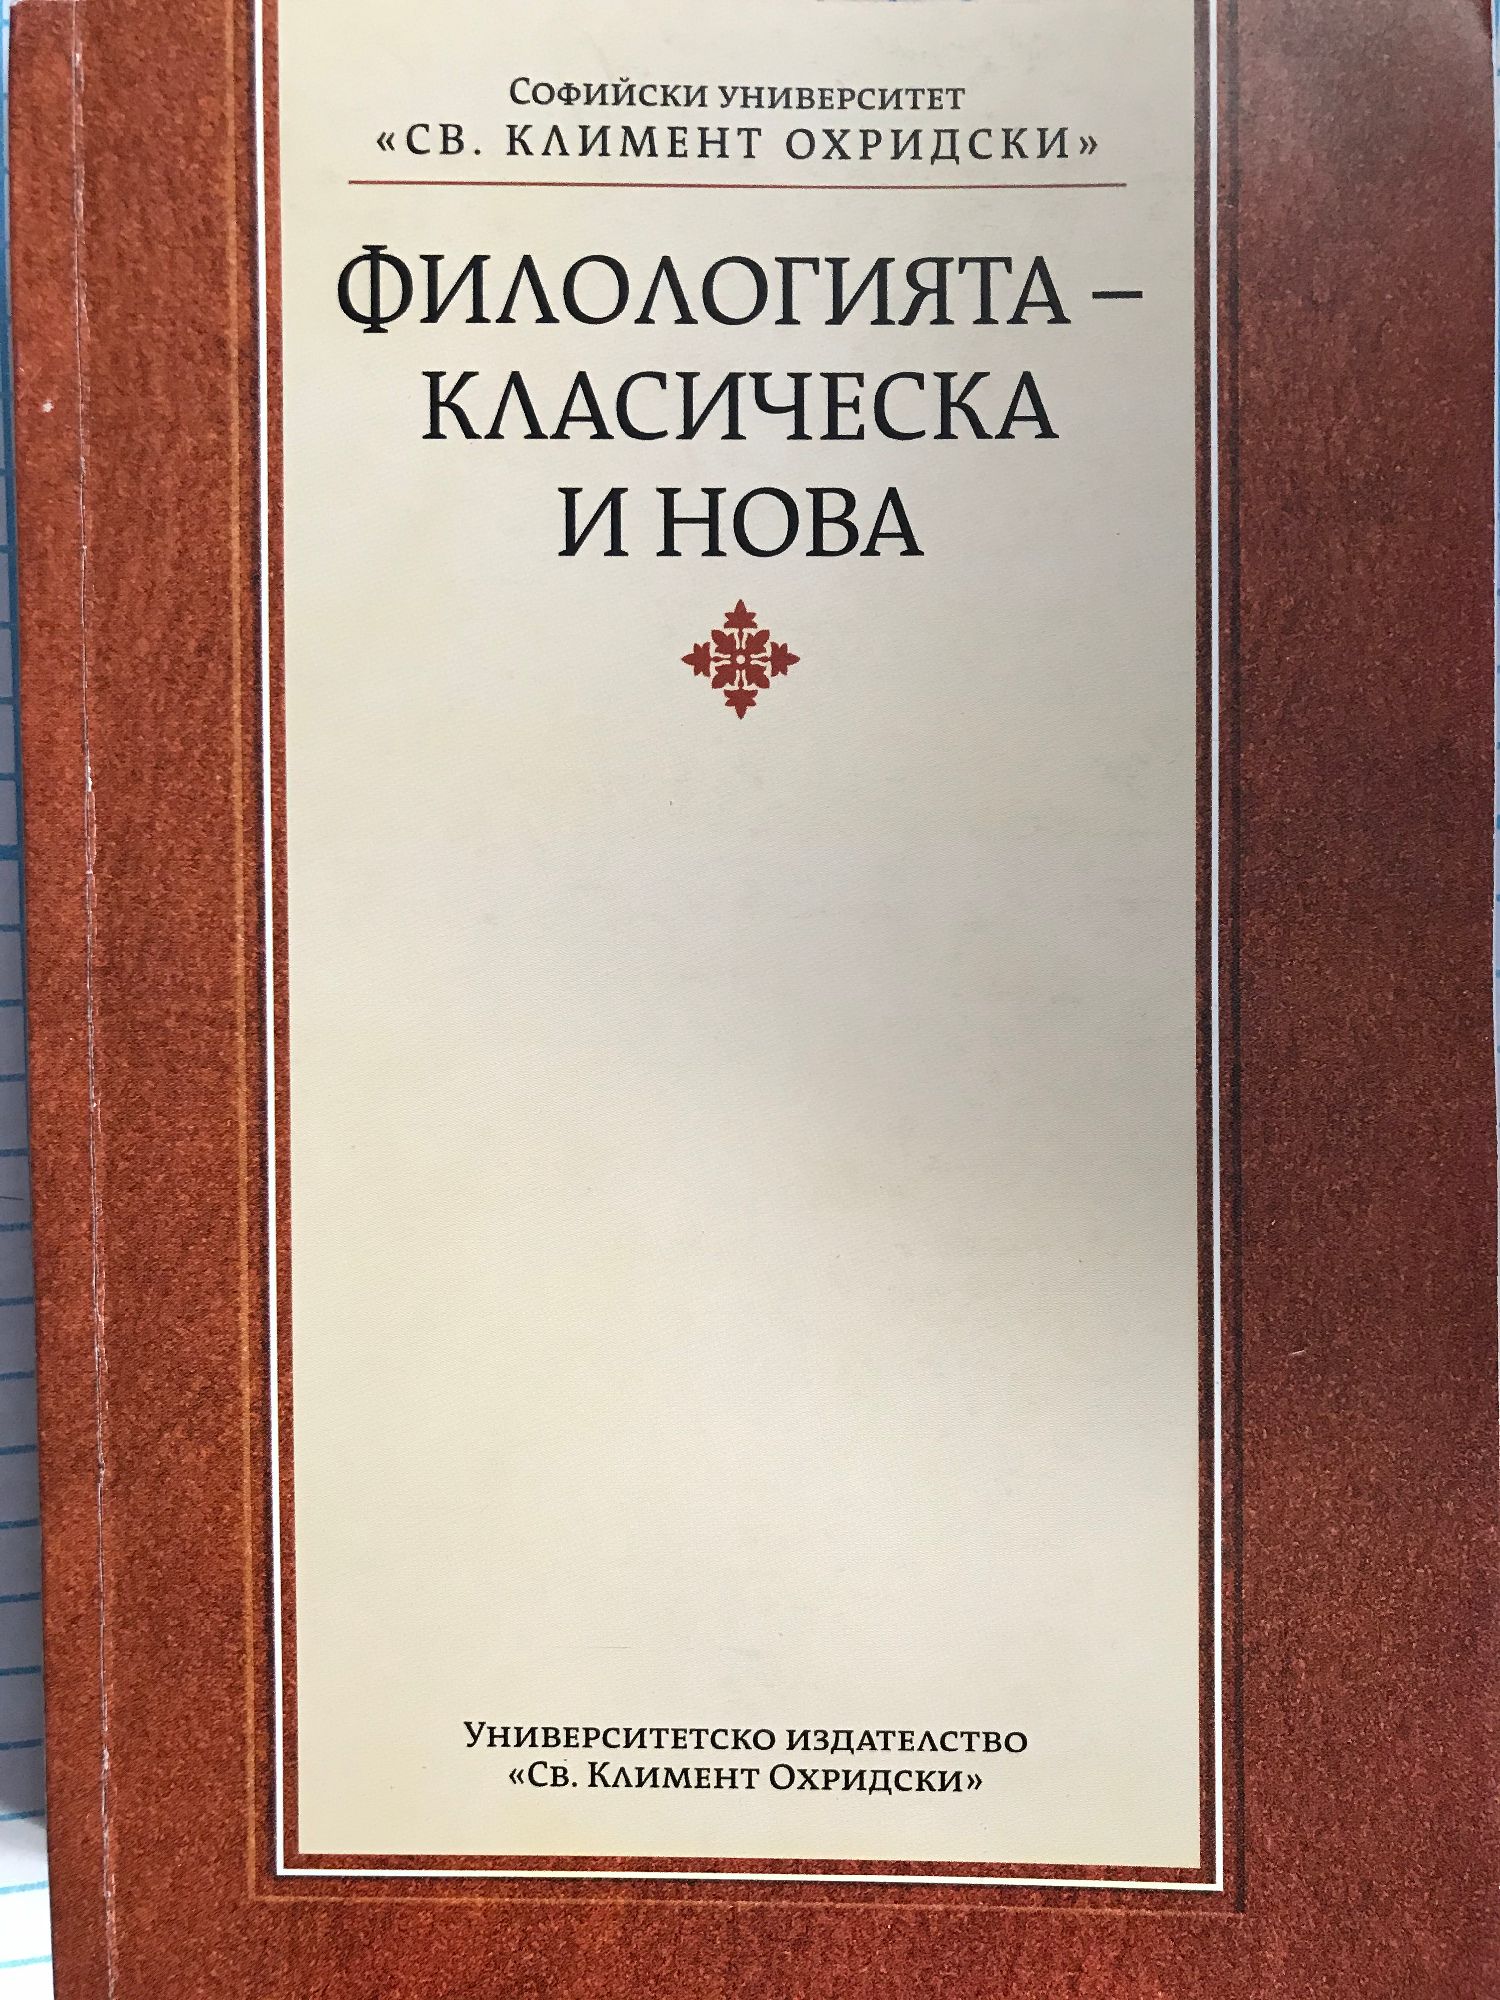 Софийски университет
«СВ. КЛИМЕНТ ОХРИДСКИ»
ФИЛОЛОГИЯТА –
КЛАСИЧЕСКА
И НОВА
Университетско издателство
«Св. Климент Охридски»